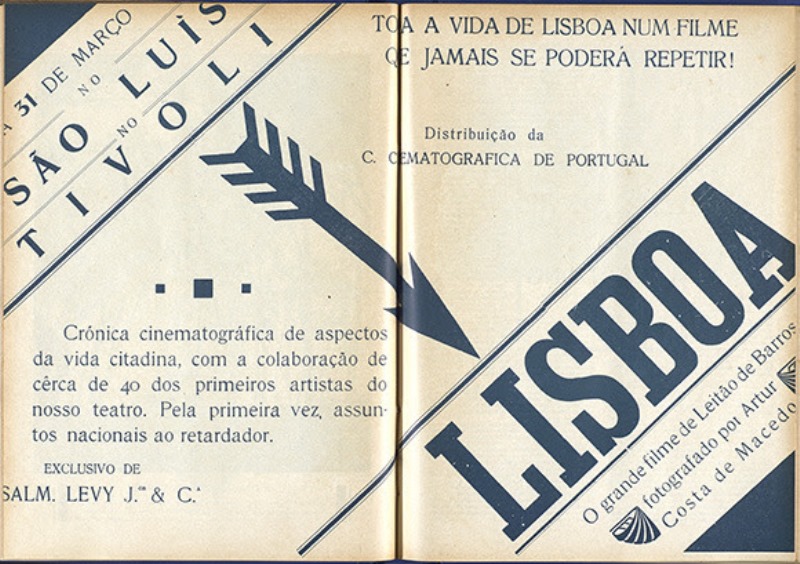 A 31 DE MARÇO
NO
SÃO LUÌS
NO
TIVOLI
Crónica cinematográfica de aspectos
da vida citadina, com a colaboração de
cêrca de 40 dos primeiros artistas do
nosso teatro. Pela primeira vez, assun-
tos nacionais ao retardador.
EXCLUSIVO DE
SALM. LEVY J.ºʳ & C.ª
TOA A VIDA DE LISBOA NUM FILME
QE JAMAIS SE PODERÁ REPETIR!
Distribuição da
C. CEMATOGRAFICA DE PORTUGAL
LISBOA
O grande filme de Leitão de Barros
fotografado por Artur
Costa de Macedo